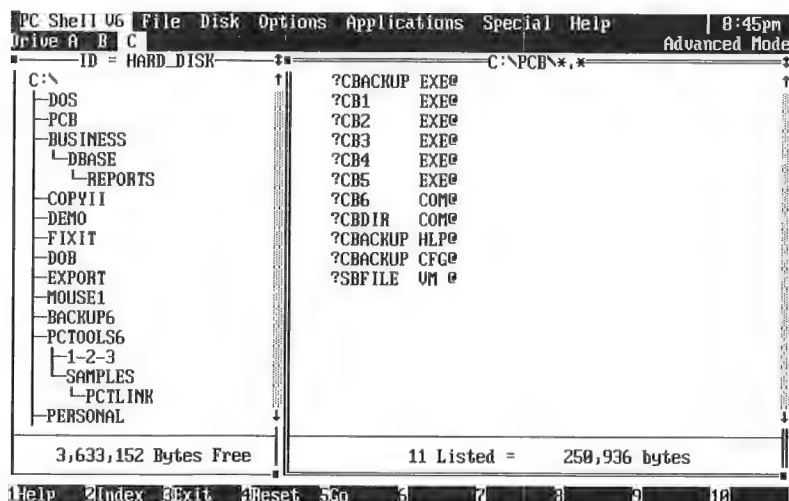 PC Shell V6 File Disk Options Applications Special Help 8:45pm
Drive A B C Advanced Mode
ID = HARD_DISK
C:\
DOS
PCB
BUSINESS
DBASE
REPORTS
COPYII
DEMO
FIXIT
DOB
EXPORT
MOUSE1
BACKUP6
PCTOOLS6
1-2-3
SAMPLES
PCTLINK
PERSONAL
3,633,152 Bytes Free
C:\PCB\*.*
?CBACKUP EXE@
?CB1 EXE@
?CB2 EXE@
?CB3 EXE@
?CB4 EXE@
?CB5 EXE@
?CB6 COM@
?CBDIR COM@
?CBACKUP HLP@
?CBACKUP CFG@
?SBFILE VM @
11 Listed = 250,936 bytes
1Help 2Index 3Exit 4Reset 5Go 6 7 8 9 10